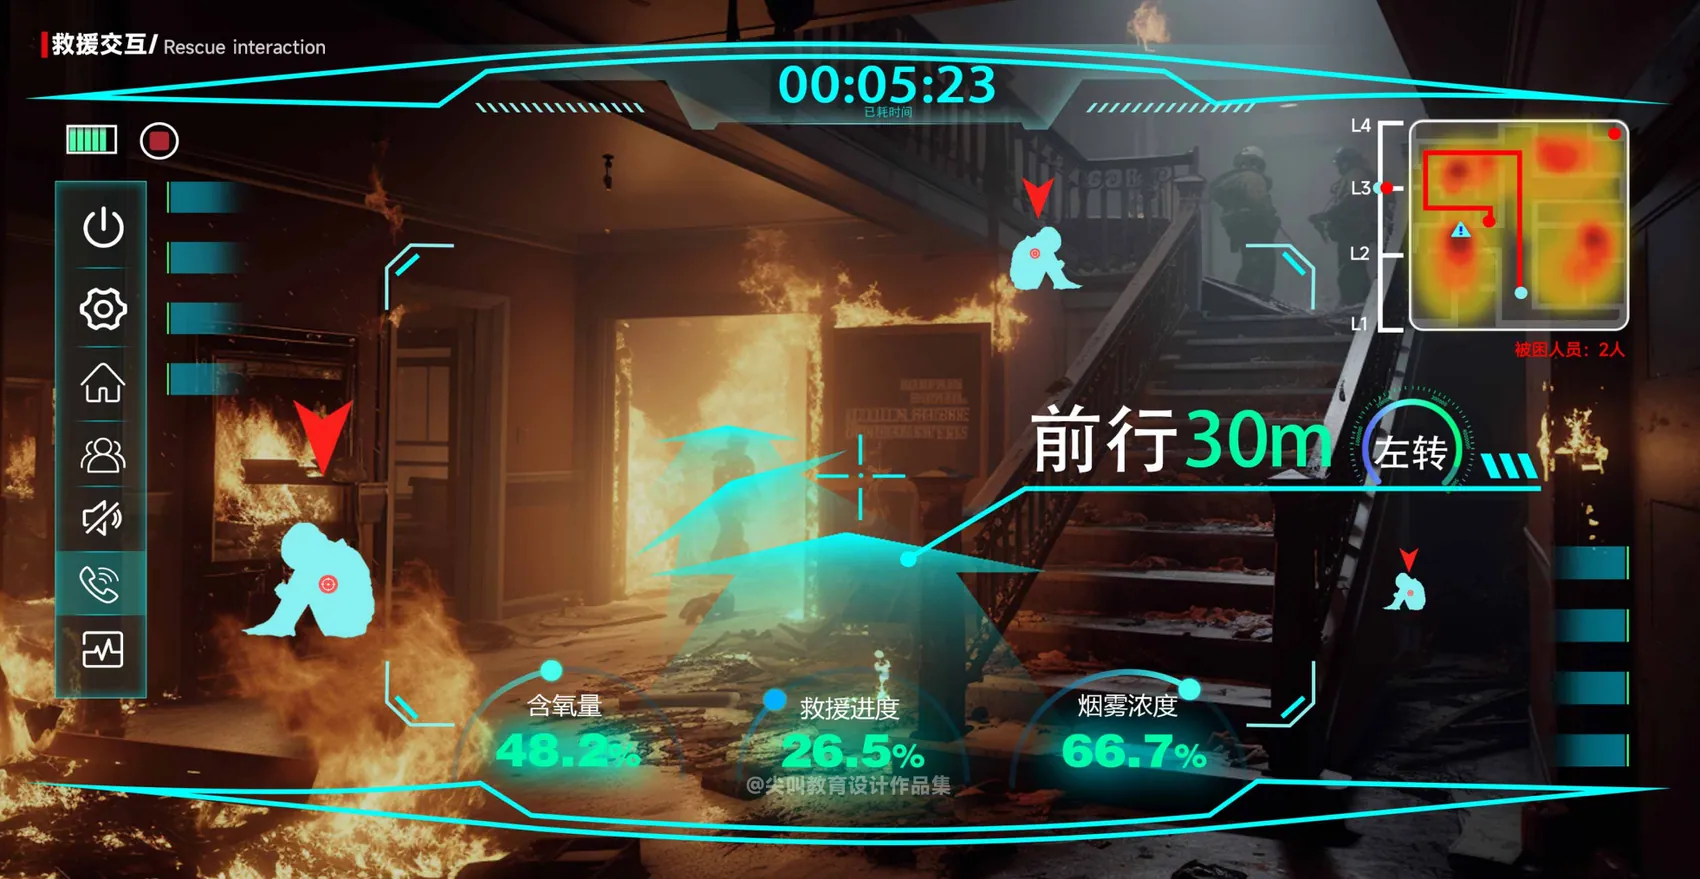 救援交互/ Rescue interaction
00:05:23
已耗时间
L4
L3
L2
L1
被困人员：2人
前行30m 左转
含氧量
48.2%
救援进度
26.5%
烟雾浓度
66.7%
@尖叫教育设计作品集